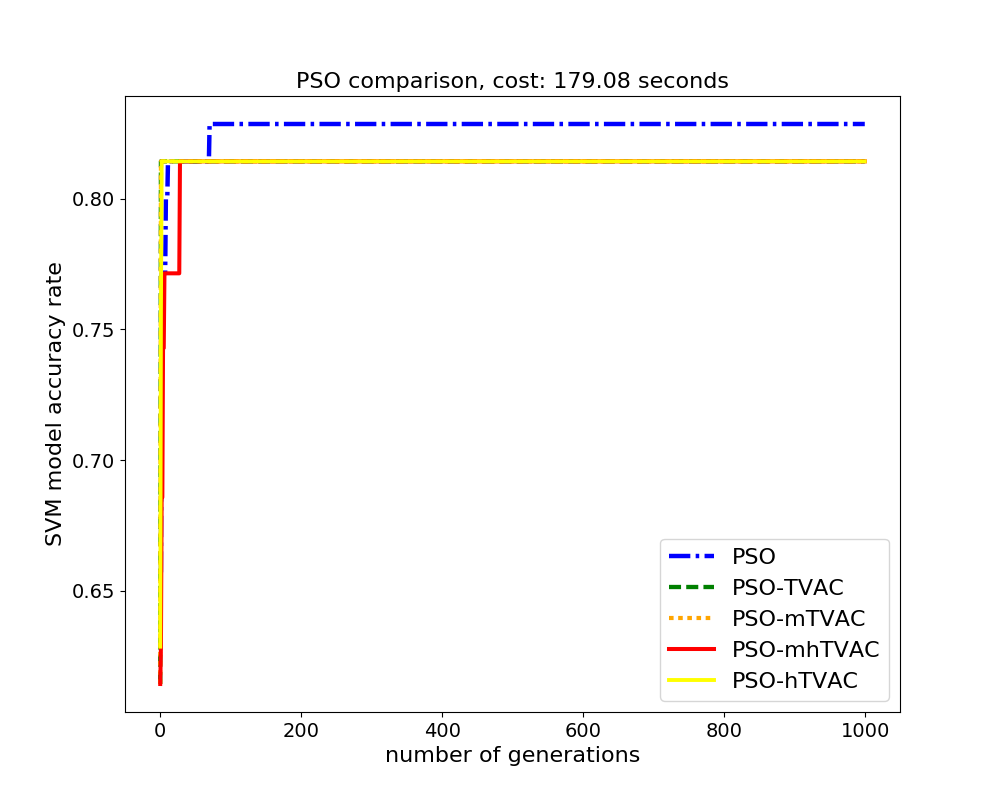 PSO comparison, cost: 179.08 seconds
SVM model accuracy rate
0.80
0.75
0.70
0.65
0
200
400
600
800
1000
number of generations
PSO
PSO-TVAC
PSO-mTVAC
PSO-mhTVAC
PSO-hTVAC